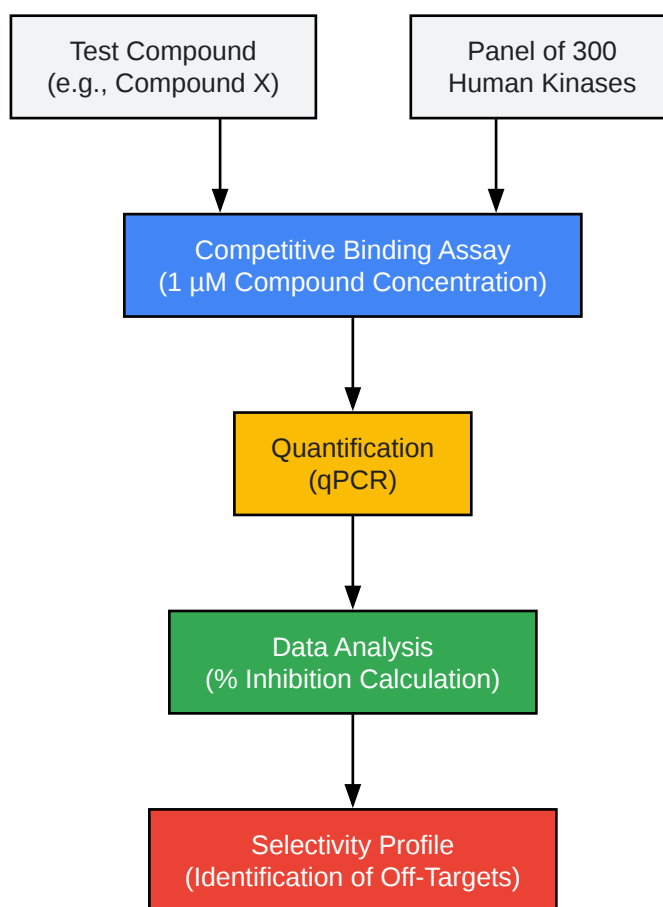 Test Compound
(e.g., Compound X)
Panel of 300
Human Kinases
Competitive Binding Assay
(1 µM Compound Concentration)
Quantification
(qPCR)
Data Analysis
(% Inhibition Calculation)
Selectivity Profile
(Identification of Off-Targets)